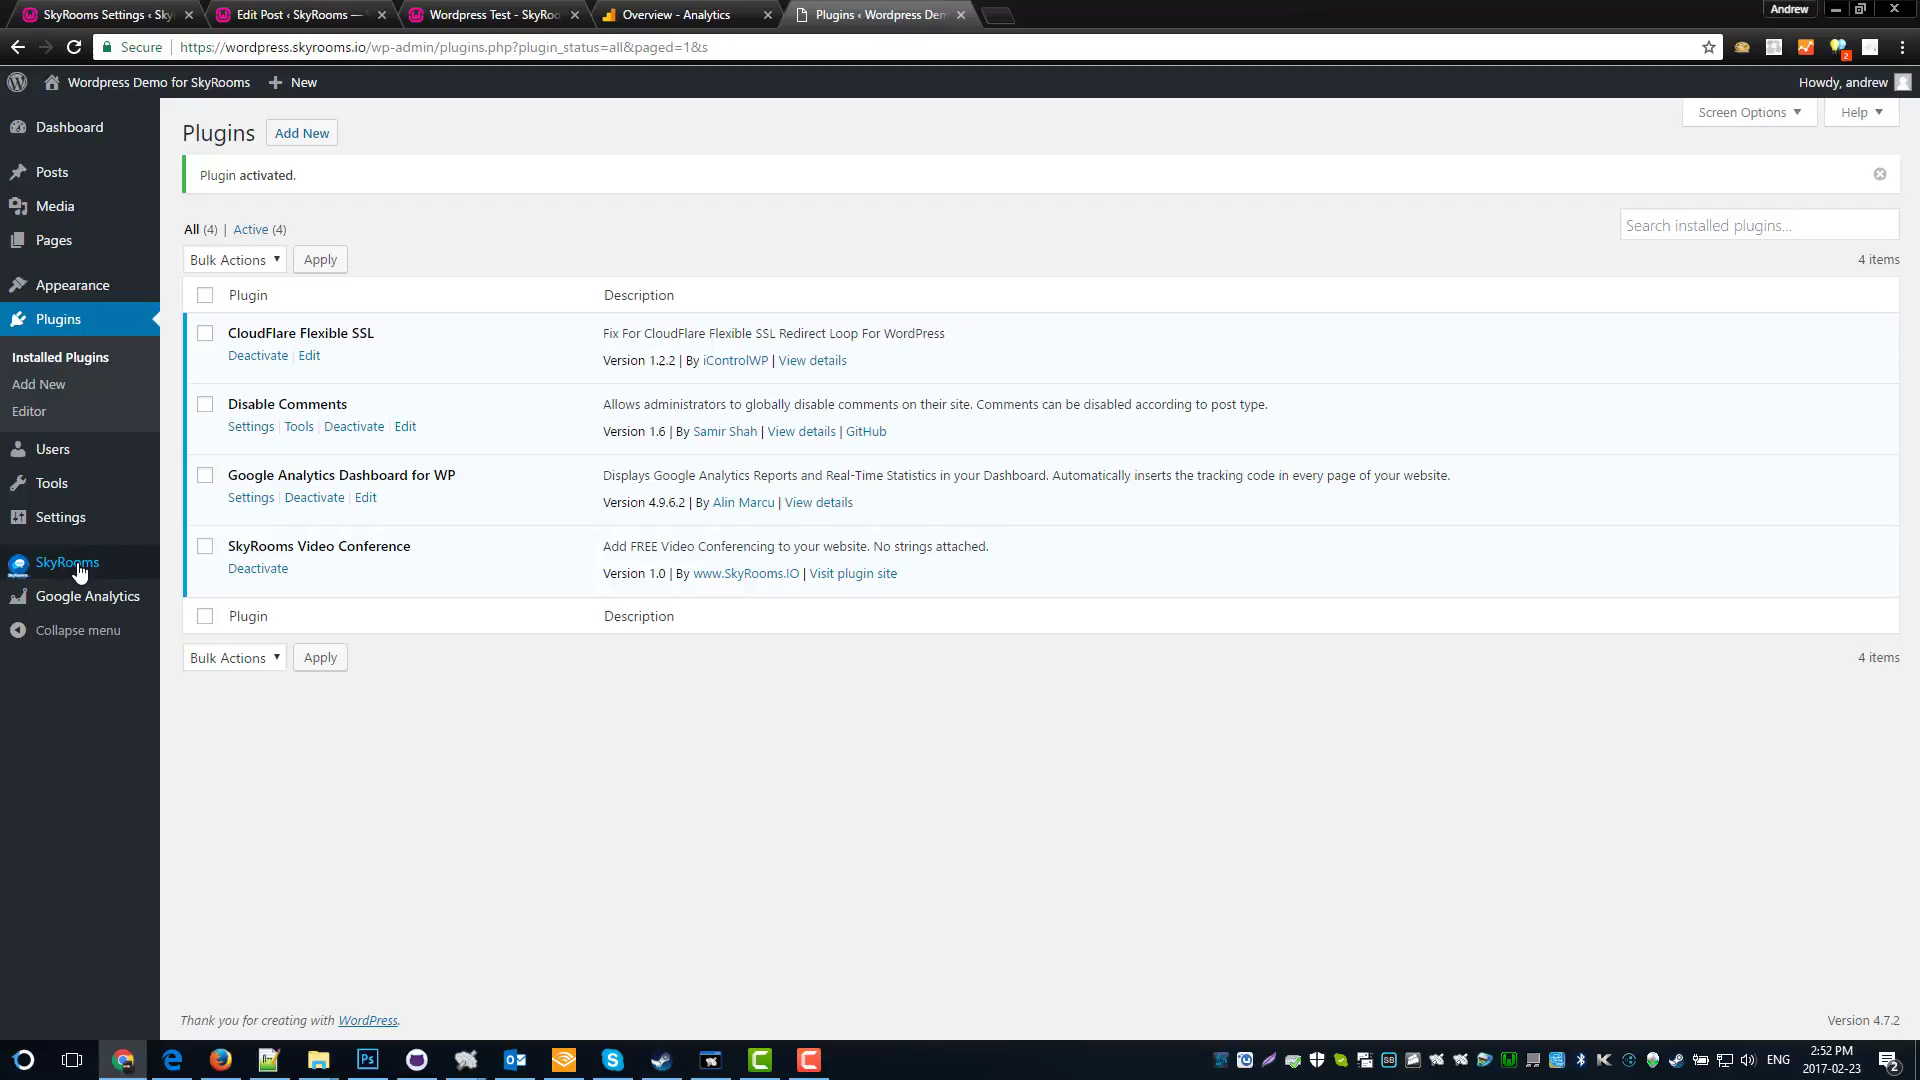 SkyRooms Settings ‹ Sky
Edit Post ‹ SkyRooms —
Wordpress Test - SkyRoo
Overview - Analytics
Plugins ‹ Wordpress Dem
Andrew
Secure
https://wordpress.skyrooms.io/wp-admin/plugins.php?plugin_status=all&paged=1&s
2
Wordpress Demo for SkyRooms
+ New
Howdy, andrew
Dashboard
Posts
Media
Pages
Appearance
Plugins
Installed Plugins
Add New
Editor
Users
Tools
Settings
SkyRooms
Google Analytics
Collapse menu
Screen Options
Help
Plugins
Add New
Plugin activated.
All (4) | Active (4)
Search installed plugins...
Bulk Actions
Apply
4 items
Plugin
Description
CloudFlare Flexible SSL
Deactivate | Edit
Fix For CloudFlare Flexible SSL Redirect Loop For WordPress
Version 1.2.2 | By iControlWP | View details
Disable Comments
Settings | Tools | Deactivate | Edit
Allows administrators to globally disable comments on their site. Comments can be disabled according to post type.
Version 1.6 | By Samir Shah | View details | GitHub
Google Analytics Dashboard for WP
Settings | Deactivate | Edit
Displays Google Analytics Reports and Real-Time Statistics in your Dashboard. Automatically inserts the tracking code in every page of your website.
Version 4.9.6.2 | By Alin Marcu | View details
SkyRooms Video Conference
Deactivate
Add FREE Video Conferencing to your website. No strings attached.
Version 1.0 | By www.SkyRooms.IO | Visit plugin site
Plugin
Description
Bulk Actions
Apply
4 items
Thank you for creating with WordPress.
Version 4.7.2
ENG
2:52 PM
2017-02-23
2